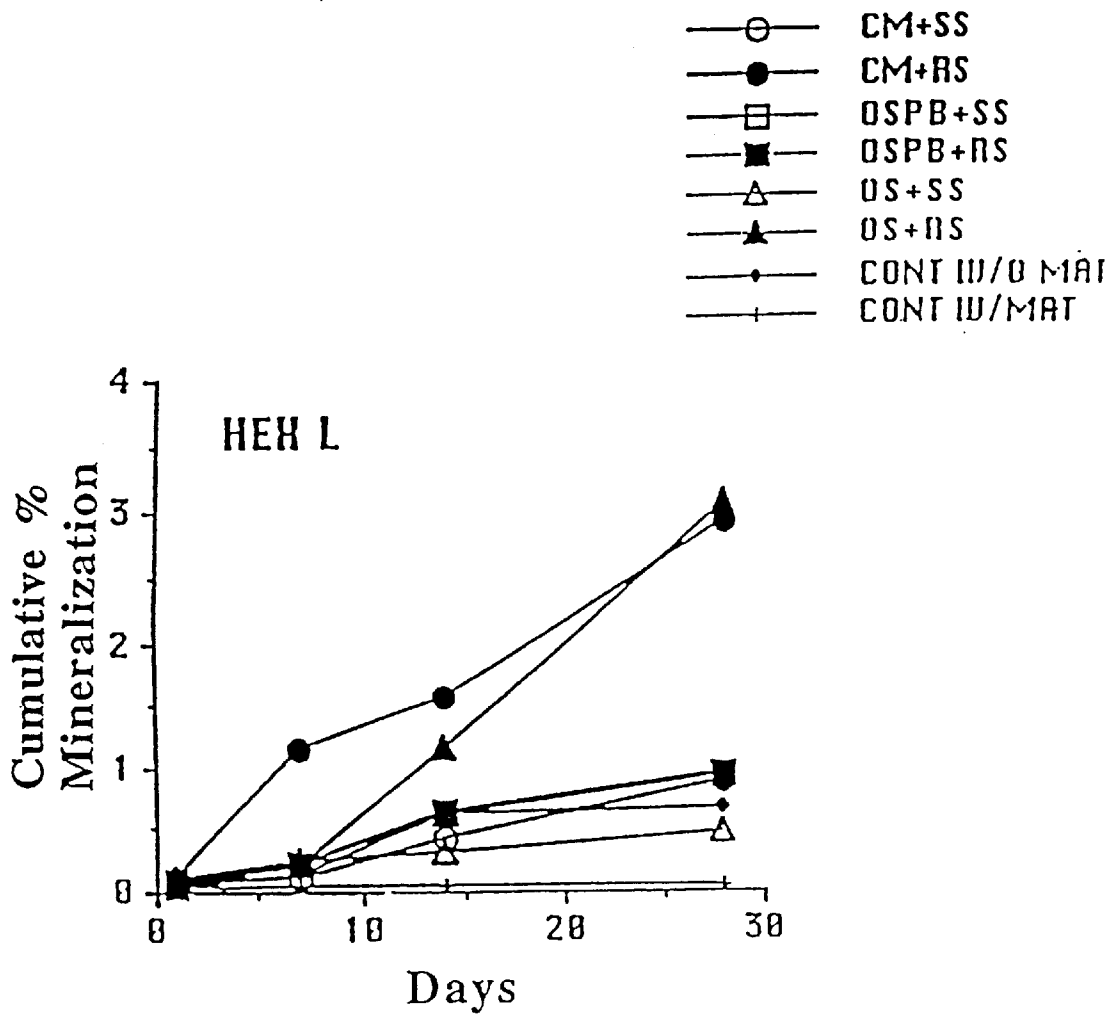 CM+SS
CM+RS
OSPB+SS
OSPB+RS
OS+SS
OS+RS
CONT W/O MAT
CONT W/MAT
4
HEX L
3
2
1
0
Cumulative %
Mineralization
0 10 20 30
Days